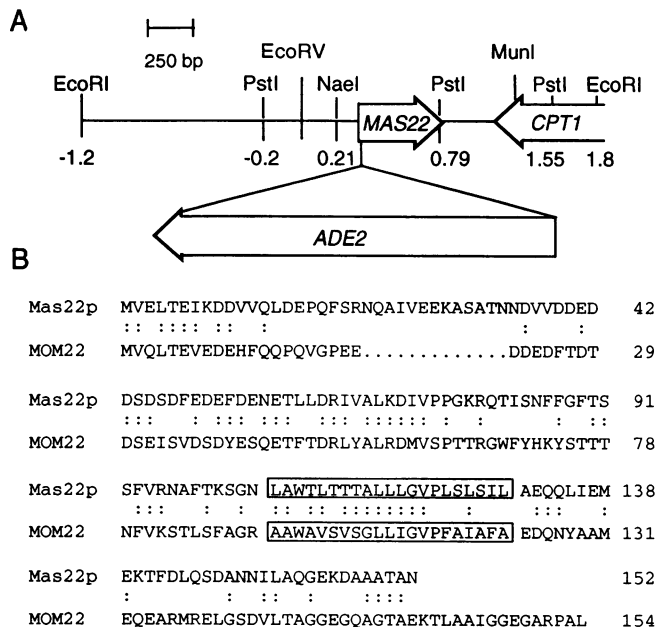 A
250 bp
EcoRV
MunI
EcoRI
PstI
NaeI
PstI
PstI
EcoRI
MAS22
CPT1
-1.2
-0.2
0.21
0.79
1.55
1.8
ADE2
B
Mas22p MVELTEIKDDVVQLDEPQFSRNQAIVEEKASATNNDVVDDED 42
:: :::: :: : : :
MOM22 MVQLTEVEDEHFQQPQVGPEE.............DDEDFTDT 29
Mas22p DSDSDFEDEFDENETLLDRIVALKDIVPPGKRQTISNFFGFTS 91
::: : :: :: ::: :::::: :: : : ::
MOM22 DSEISVDSDYESQETFTDRLYALRDMVSPTTRGWFYHKYSTTT 78
Mas22p SFVRNAFTKSGN LAWTLTTTALLLGVPLSLSIL AEQQLIEM 138
::: : : :: :: ::::::: : ::: :
MOM22 NFVKSTLSFAGR AAWAVSVSGLLIGVPFAIAFA EDQNYAAM 131
Mas22p EKTFDLQSDANNILAQGEKDAAATAN 152
: : :: : ::::
MOM22 EQEARMRELGSDVLTAGGEGQAGTAEKTLAAIGGEGARPAL 154